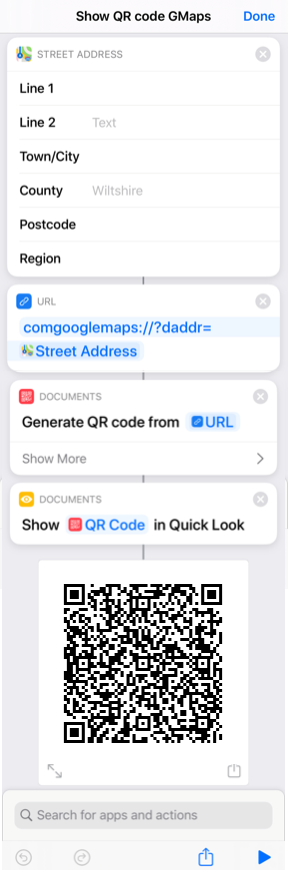 Show QR code GMaps
Done
STREET ADDRESS
Line 1
Line 2 Text
Town/City
County Wiltshire
Postcode
Region
URL
comgooglemaps://?daddr=
Street Address
DOCUMENTS
Generate QR code from URL
Show More
DOCUMENTS
Show QR Code in Quick Look
Search for apps and actions